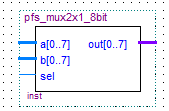 pfs_mux2x1_8bit
a[0..7] out[0..7]
b[0..7]
sel
inst